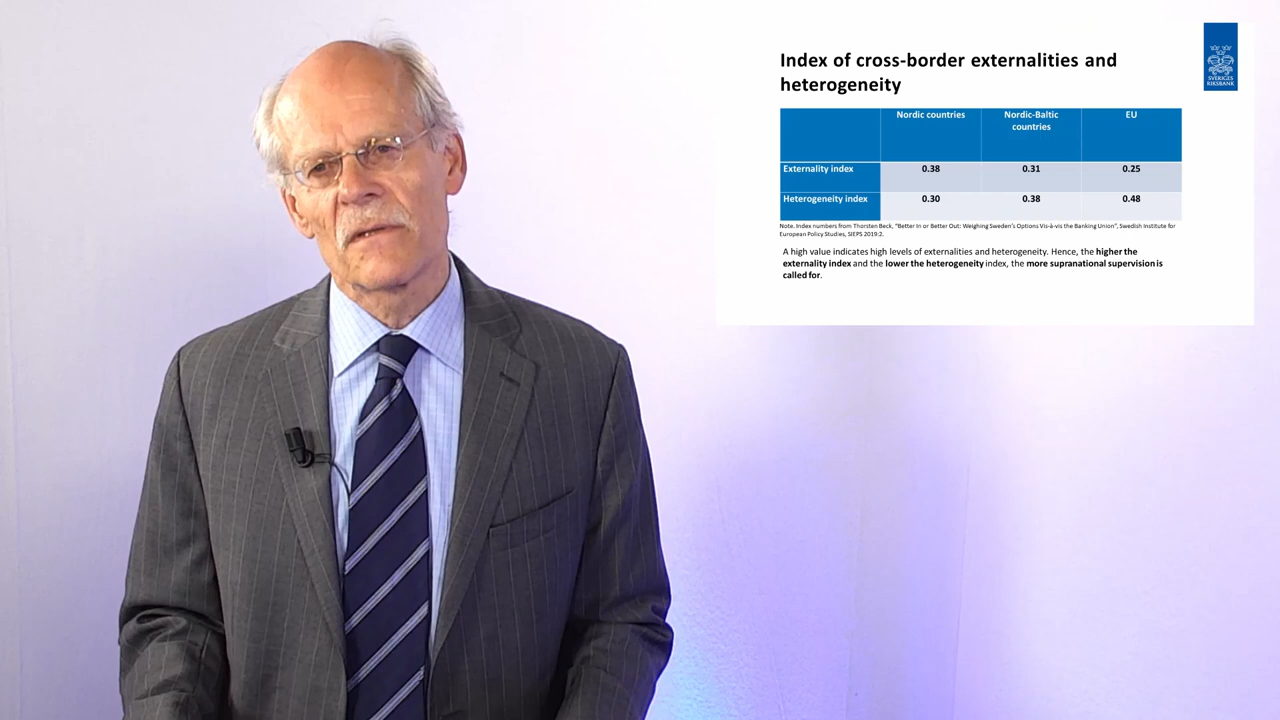 Index of cross-border externalities and
heterogeneity
SVERIGES
RIKSBANK
Nordic countries
Nordic-Baltic
countries
EU
Externality index
0.38
0.31
0.25
Heterogeneity index
0.30
0.38
0.48
Note. Index numbers from Thorsten Beck, "Better In or Better Out: Weighing Sweden's Options Vis-à-vis the Banking Union", Swedish Institute for
European Policy Studies, SIEPS 2019:2.
A high value indicates high levels of externalities and heterogeneity. Hence, the higher the
externality index and the lower the heterogeneity index, the more supranational supervision is
called for.